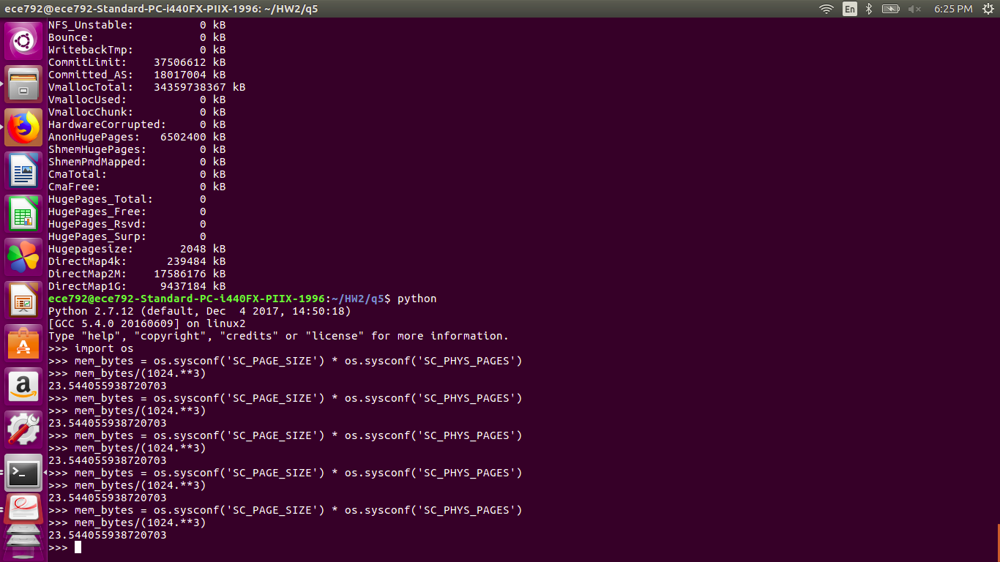 ece792@ece792-Standard-PC-i440FX-PIIX-1996: ~/HW2/q5
En
6:25 PM
NFS_Unstable:          0 kB
Bounce:                0 kB
WritebackTmp:          0 kB
CommitLimit:    37506612 kB
Committed_AS:   18017004 kB
VmallocTotal:   34359738367 kB
VmallocUsed:           0 kB
VmallocChunk:          0 kB
HardwareCorrupted:     0 kB
AnonHugePages:   6502400 kB
ShmemHugePages:        0 kB
ShmemPmdMapped:        0 kB
CmaTotal:              0 kB
CmaFree:               0 kB
HugePages_Total:       0
HugePages_Free:        0
HugePages_Rsvd:        0
HugePages_Surp:        0
Hugepagesize:       2048 kB
DirectMap4k:      239484 kB
DirectMap2M:    17586176 kB
DirectMap1G:     9437184 kB
ece792@ece792-Standard-PC-i440FX-PIIX-1996:~/HW2/q5$ python
Python 2.7.12 (default, Dec  4 2017, 14:50:18)
[GCC 5.4.0 20160609] on linux2
Type "help", "copyright", "credits" or "license" for more information.
>>> import os
>>> mem_bytes = os.sysconf('SC_PAGE_SIZE') * os.sysconf('SC_PHYS_PAGES')
>>> mem_bytes/(1024.**3)
23.544055938720703
>>> mem_bytes = os.sysconf('SC_PAGE_SIZE') * os.sysconf('SC_PHYS_PAGES')
>>> mem_bytes/(1024.**3)
23.544055938720703
>>> mem_bytes = os.sysconf('SC_PAGE_SIZE') * os.sysconf('SC_PHYS_PAGES')
>>> mem_bytes/(1024.**3)
23.544055938720703
>>> mem_bytes = os.sysconf('SC_PAGE_SIZE') * os.sysconf('SC_PHYS_PAGES')
>>> mem_bytes/(1024.**3)
23.544055938720703
>>> mem_bytes = os.sysconf('SC_PAGE_SIZE') * os.sysconf('SC_PHYS_PAGES')
>>> mem_bytes/(1024.**3)
23.544055938720703
>>>